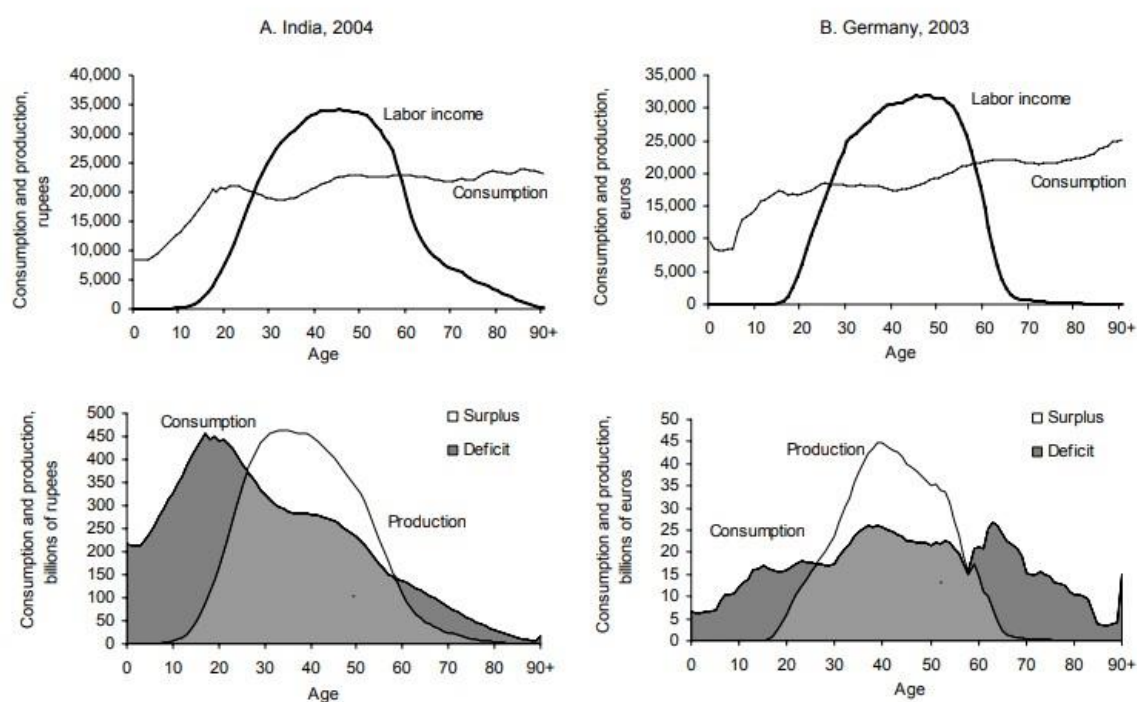 A. India, 2004
Consumption and production,
rupees
40,000
35,000
30,000
25,000
20,000
15,000
10,000
5,000
0
Labor income
Consumption
0 10 20 30 40 50 60 70 80 90+
Age
B. Germany, 2003
Consumption and production,
euros
35,000
30,000
25,000
20,000
15,000
10,000
5,000
0
Labor income
Consumption
0 10 20 30 40 50 60 70 80 90+
Age
Consumption and production,
billions of rupees
500
450
400
350
300
250
200
150
100
50
0
Consumption
Surplus
Deficit
Production
0 10 20 30 40 50 60 70 80 90+
Age
Consumption and production,
billions of euros
50
45
40
35
30
25
20
15
10
5
0
Surplus
Production
Deficit
Consumption
0 10 20 30 40 50 60 70 80 90+
Age